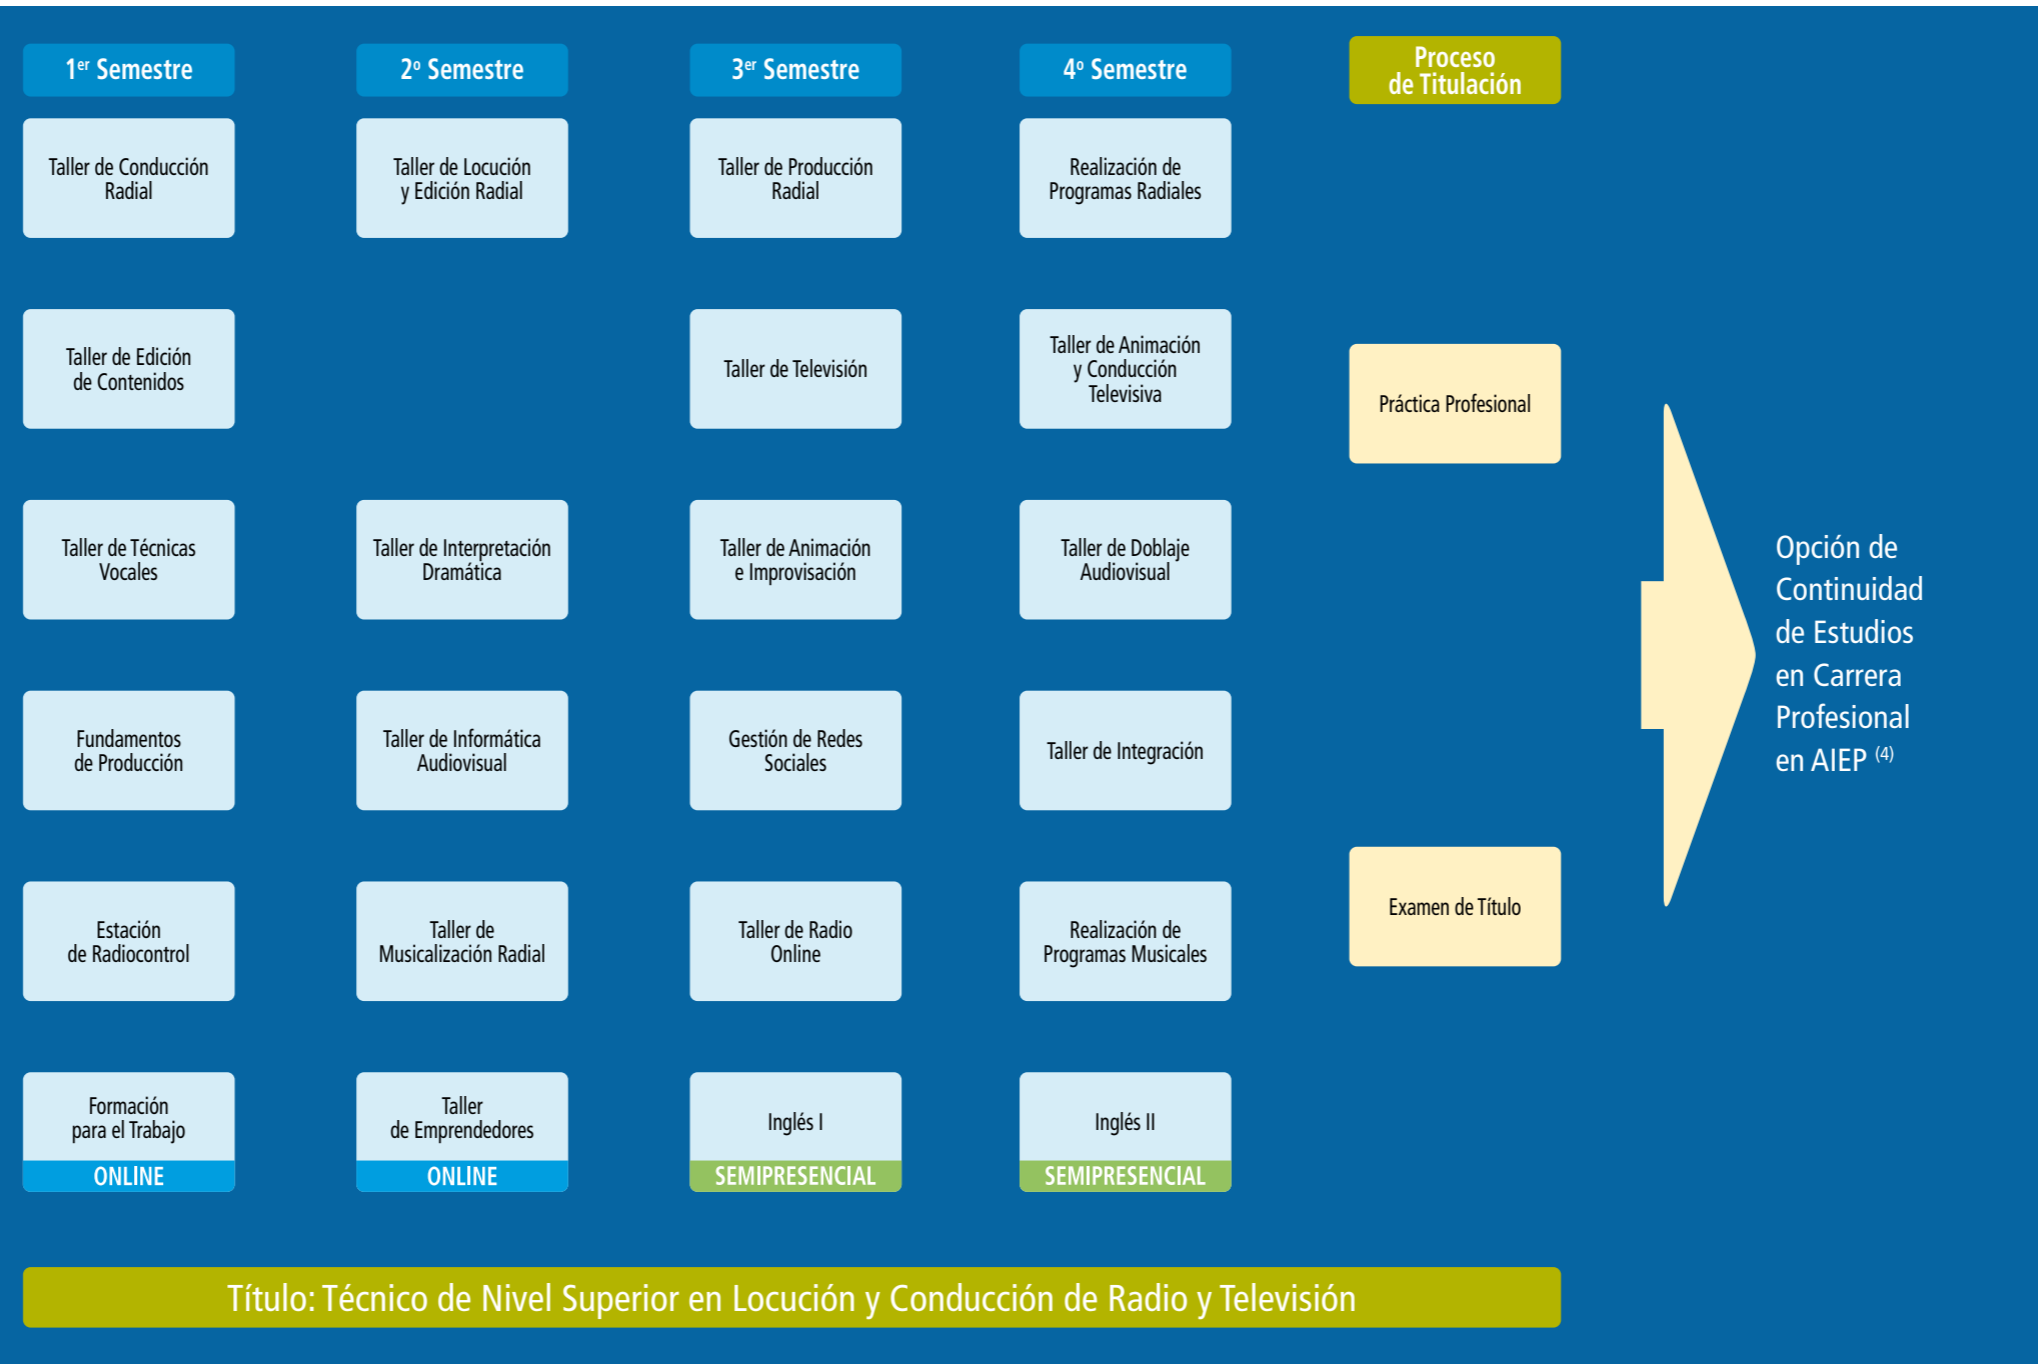 1er Semestre
2o Semestre
3er Semestre
4o Semestre
Proceso
de Titulación
Taller de Conducción
Radial
Taller de Locución
y Edición Radial
Taller de Producción
Radial
Realización de
Programas Radiales
Taller de Edición
de Contenidos
Taller de Televisión
Taller de Animación
y Conducción
Televisiva
Práctica Profesional
Taller de Técnicas
Vocales
Taller de Interpretación
Dramática
Taller de Animación
e Improvisación
Taller de Doblaje
Audiovisual
Opción de
Continuidad
de Estudios
en Carrera
Profesional
en AIEP (4)
Fundamentos
de Producción
Taller de Informática
Audiovisual
Gestión de Redes
Sociales
Taller de Integración
Estación
de Radiocontrol
Taller de
Musicalización Radial
Taller de Radio
Online
Realización de
Programas Musicales
Examen de Título
Formación
para el Trabajo
ONLINE
Taller
de Emprendedores
ONLINE
Inglés I
SEMIPRESENCIAL
Inglés II
SEMIPRESENCIAL
Título: Técnico de Nivel Superior en Locución y Conducción de Radio y Televisión